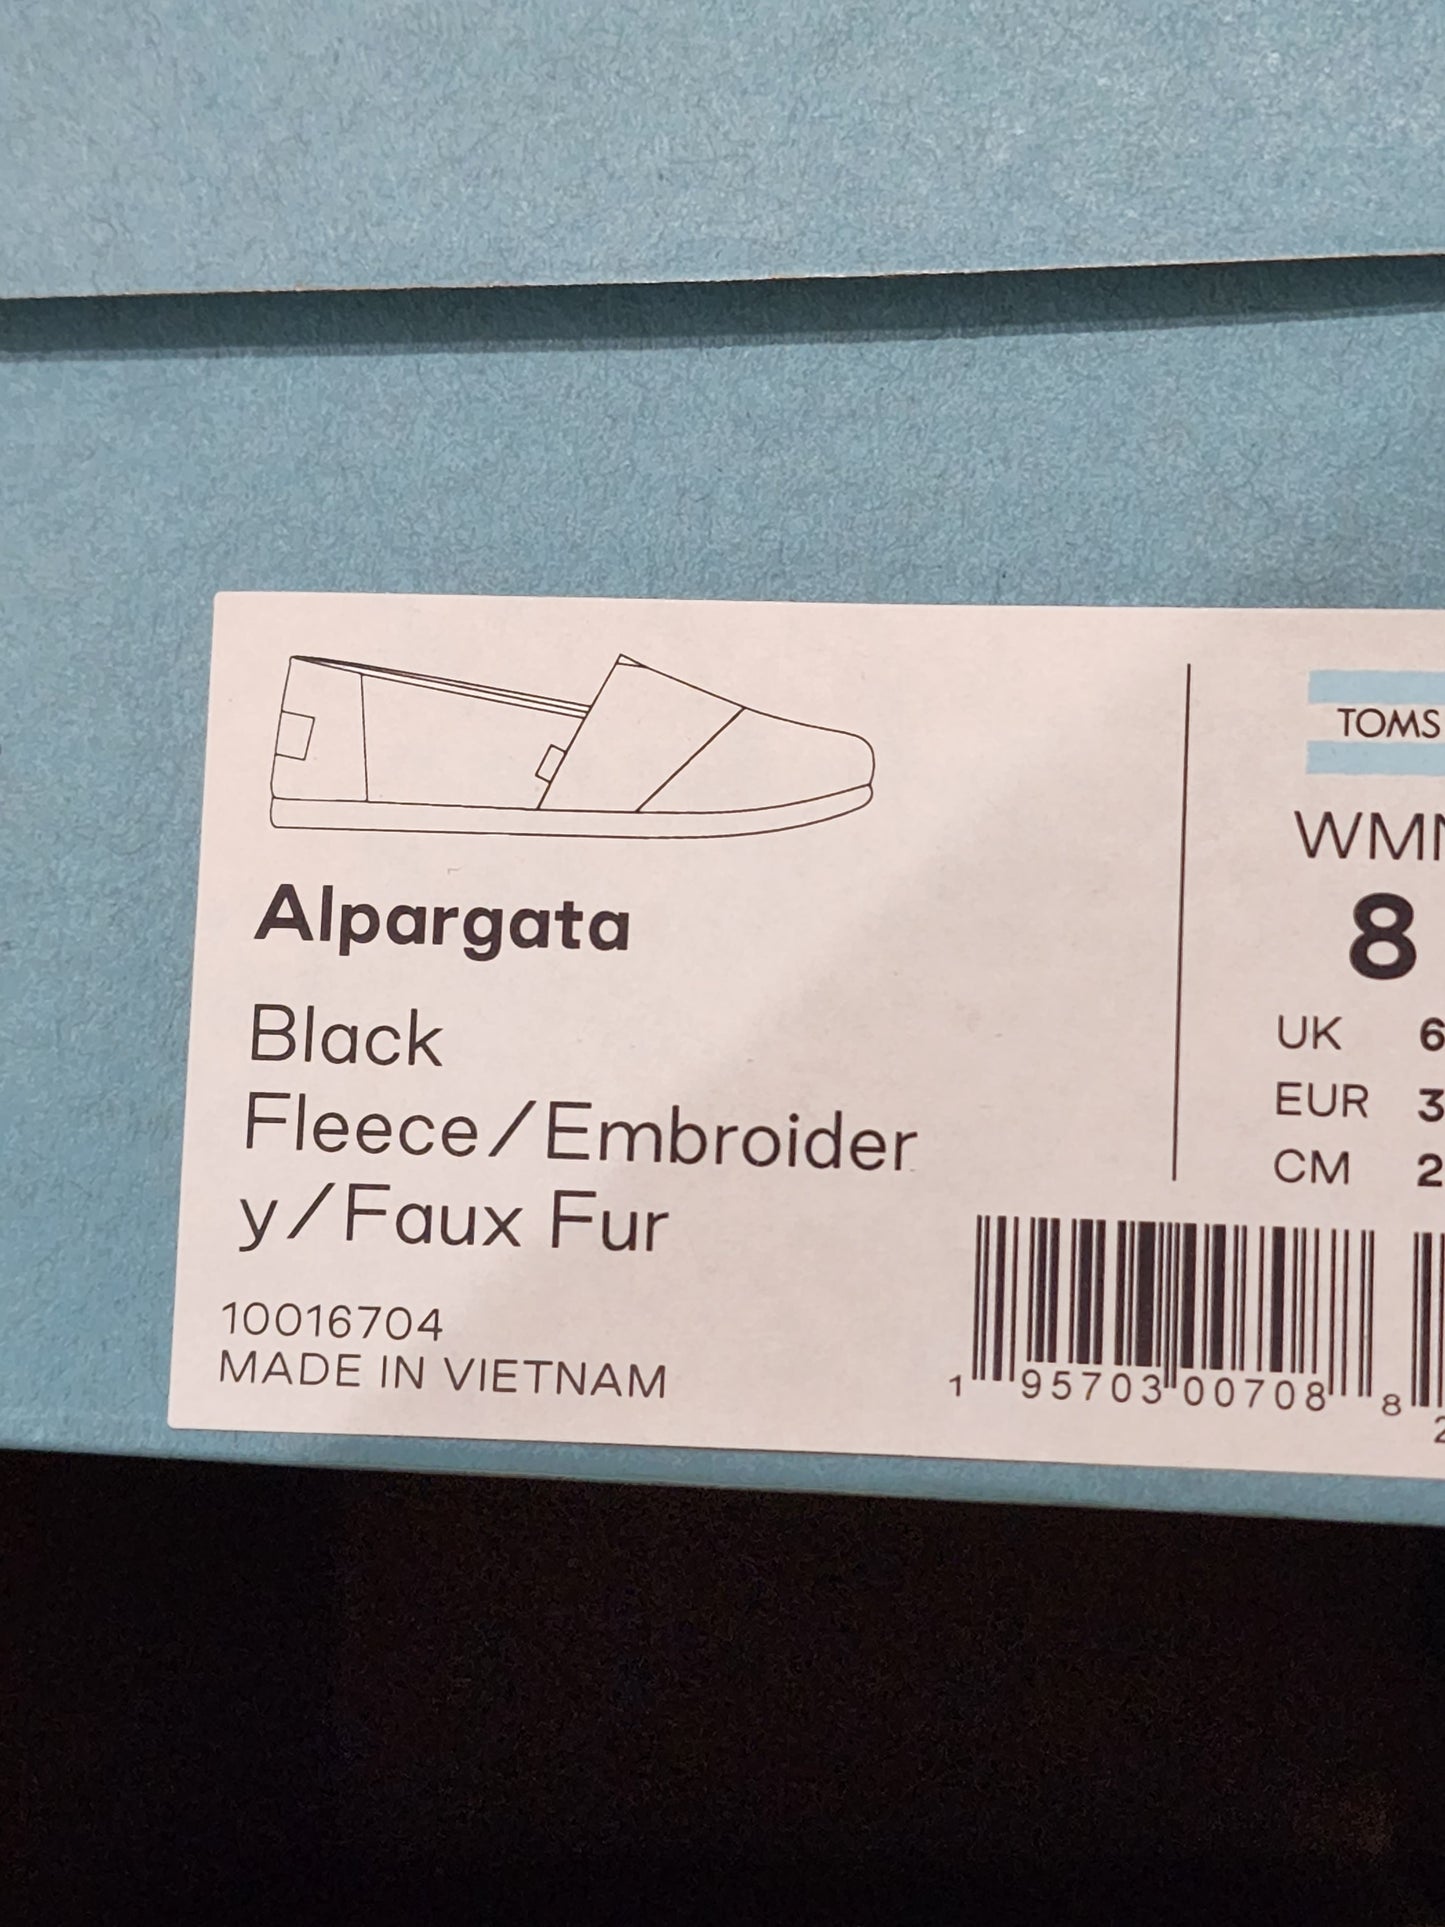 Alpargata
Black
Fleece/Embroider
y/Faux Fur
10016704
MADE IN VIETNAM
TOMS
8
UK 6
EUR
CM
1 95703 00708 8